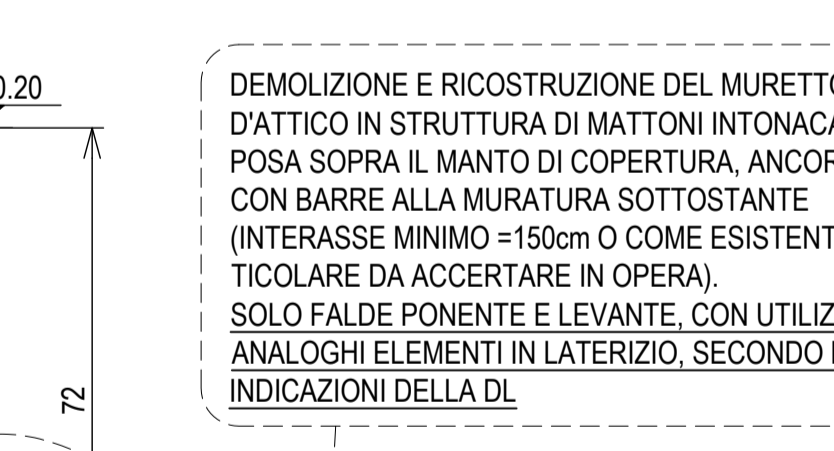 0.20
DEMOLIZIONE E RICOSTRUZIONE DEL MURETTO
D'ATTICO IN STRUTTURA DI MATTONI INTONACA
POSA SOPRA IL MANTO DI COPERTURA, ANCOR
CON BARRE ALLA MURATURA SOTTOSTANTE
(INTERASSE MINIMO =150cm O COME ESISTENT
TICOLARE DA ACCERTARE IN OPERA).
SOLO FALDE PONENTE E LEVANTE, CON UTILIZ
ANALOGHI ELEMENTI IN LATERIZIO, SECONDO
INDICAZIONI DELLA DL
72